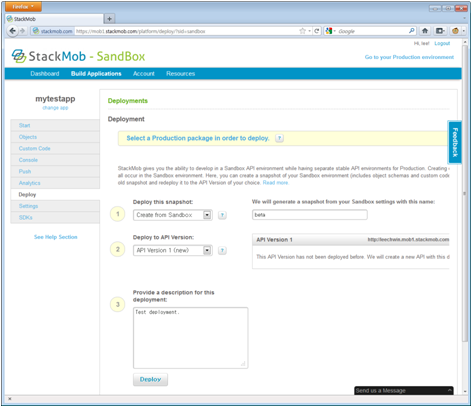 Firefox
StackMob
stackmob.com https://mob1.stackmob.com/platform/deploy/?sid=sandbox
Google
Hi, lee! Logout
StackMob - SandBox
Go to your Production environment
Dashboard Build Applications Account Resources
mytestapp
change app
Start
Objects
Custom Code
Console
Push
Analytics
Deploy
Settings
SDKs
See Help Section
Deployments
Deployment
Select a Production package in order to deploy. ?
Feedback
StackMob gives you the ability to develop in a Sandbox API environment while having separate stable API environments for Production. Creating
all occur in the Sandbox environment. Here, you can create a snapshot of your Sandbox environment (includes object schemas and custom code
old snapshot and redeploy it to the API Version of your choice. Read more
1
Deploy this snapshot:
Create from Sandbox ?
We will generate a snapshot from your Sandbox settings with this name:
beta
2
Deploy to API Version:
API Version 1 (new) ?
API Version 1
This API Version has not been deployed before. We will create a new API with this d
3
Provide a description for this
deployment:
Test deployment.
Deploy
Send us a Message